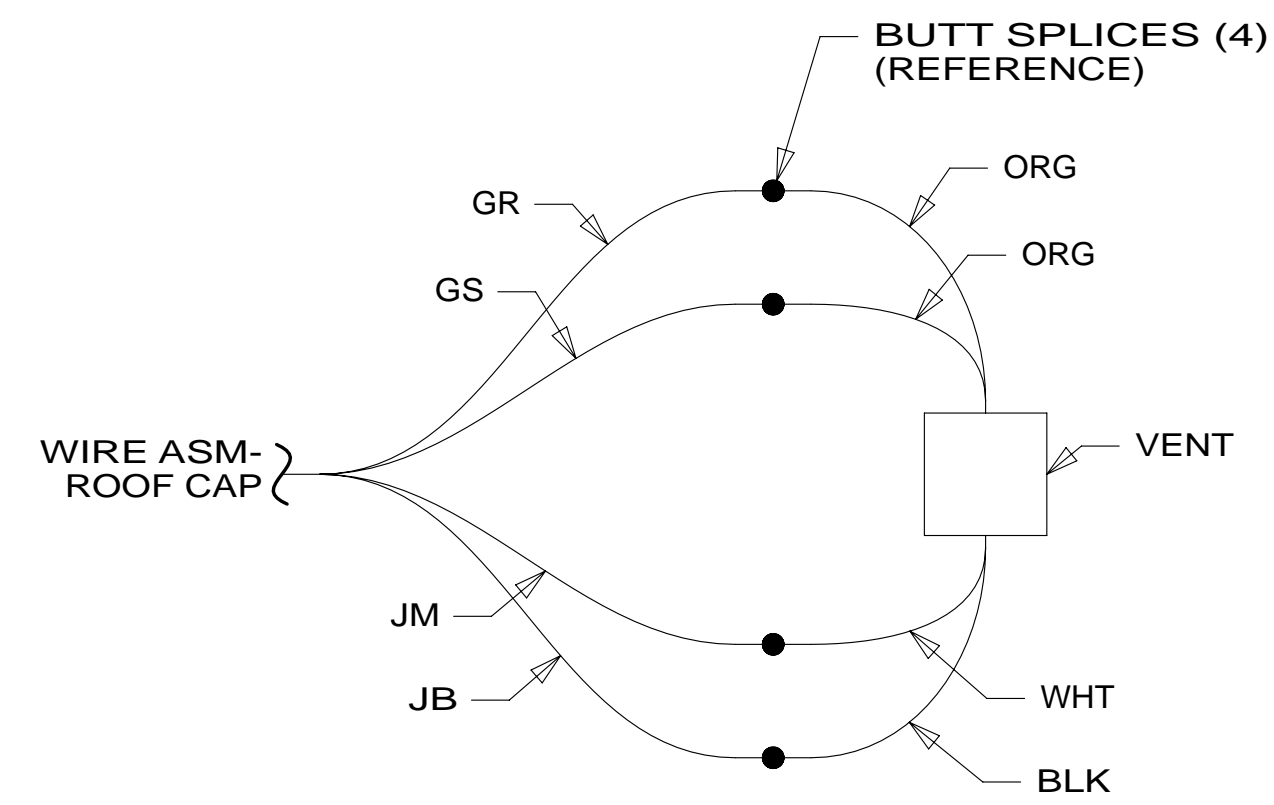 BUTT SPLICES (4)
(REFERENCE)
ORG
GR
ORG
GS
WIRE ASM-
ROOF CAP
VENT
JM
JB
WHT
BLK